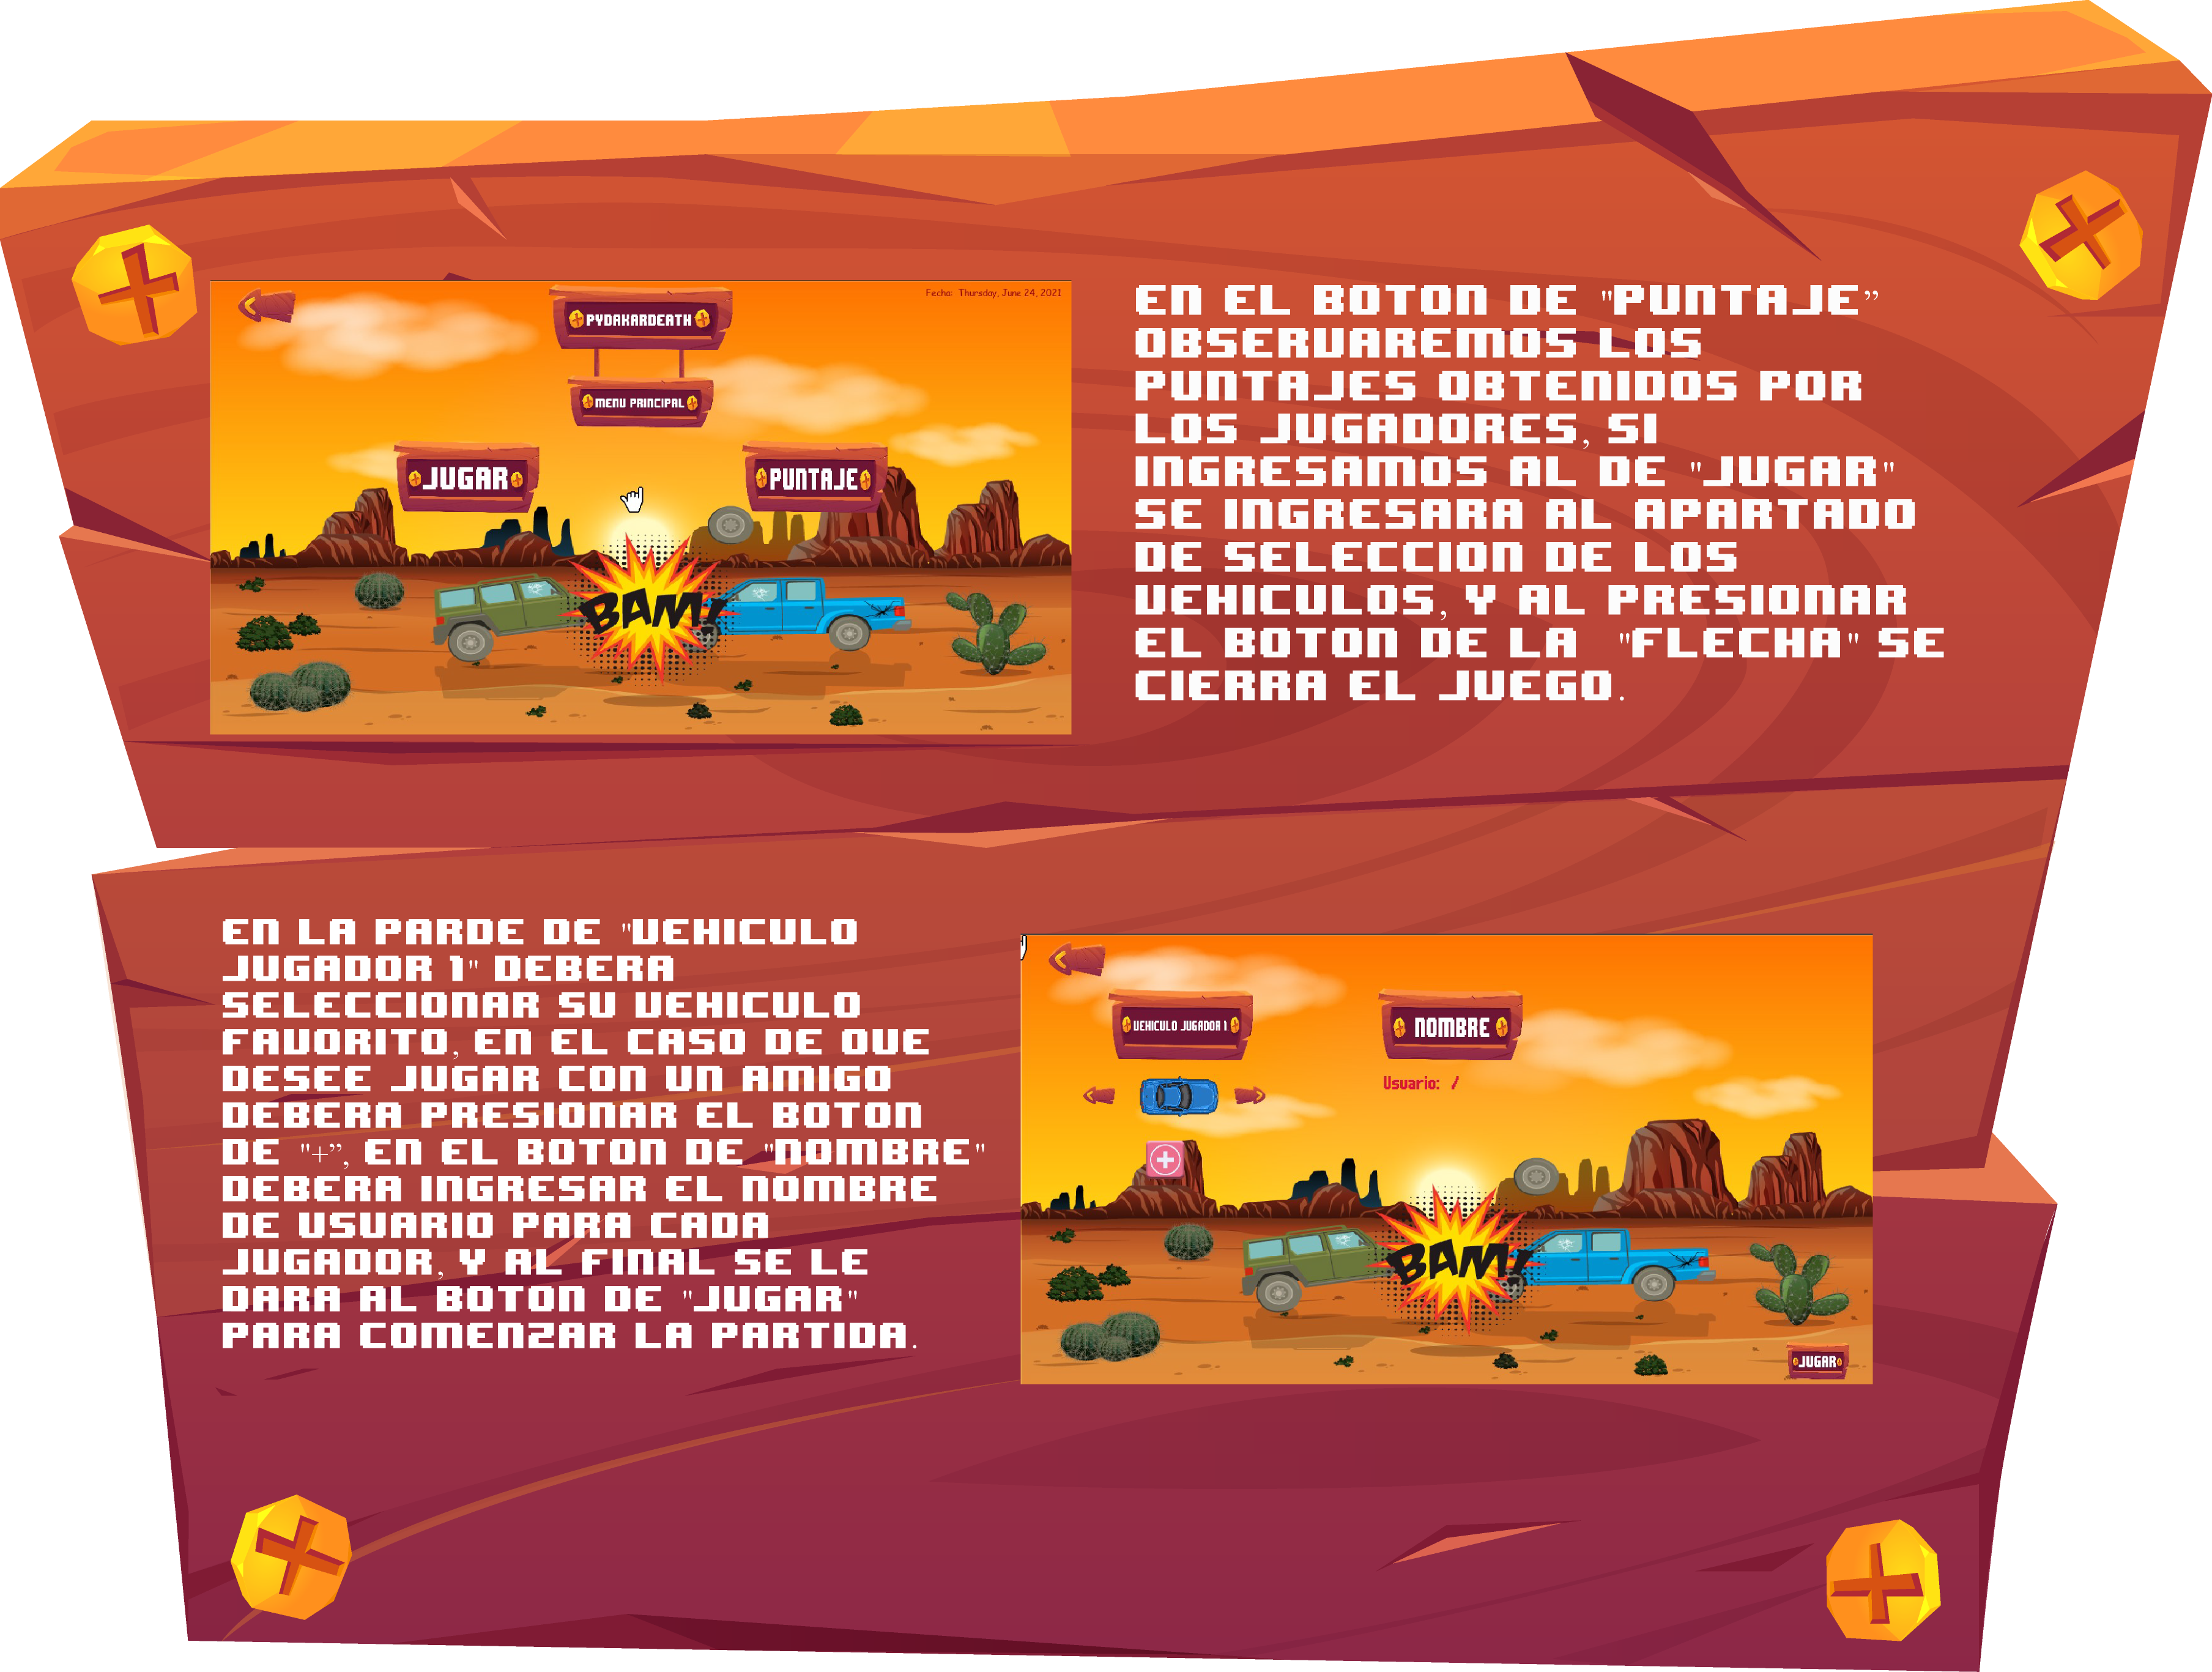 Fecha: Thursday, June 24, 2021
PYDAKARDEATH
MENU PRINCIPAL
JUGAR
PUNTAJE
BAM!
EN EL BOTON DE "PUNTAJE”
OBSERVAREMOS LOS
PUNTAJES OBTENIDOS POR
LOS JUGADORES, SI
INGRESAMOS AL DE "JUGAR"
SE INGRESARA AL APARTADO
DE SELECCION DE LOS
VEHICULOS, Y AL PRESIONAR
EL BOTON DE LA "FLECHA" SE
CIERRA EL JUEGO.
EN LA PARDE DE "VEHICULO
JUGADOR 1" DEBERA
SELECCIONAR SU VEHICULO
FAVORITO, EN EL CASO DE QUE
DESEE JUGAR CON UN AMIGO
DEBERA PRESIONAR EL BOTON
DE "+”, EN EL BOTON DE "NOMBRE"
DEBERA INGRESAR EL NOMBRE
DE USUARIO PARA CADA
JUGADOR, Y AL FINAL SE LE
DARA AL BOTON DE "JUGAR"
PARA COMENZAR LA PARTIDA.
VEHICULO JUGADOR 1
NOMBRE
Usuario: /
BAM!
JUGAR